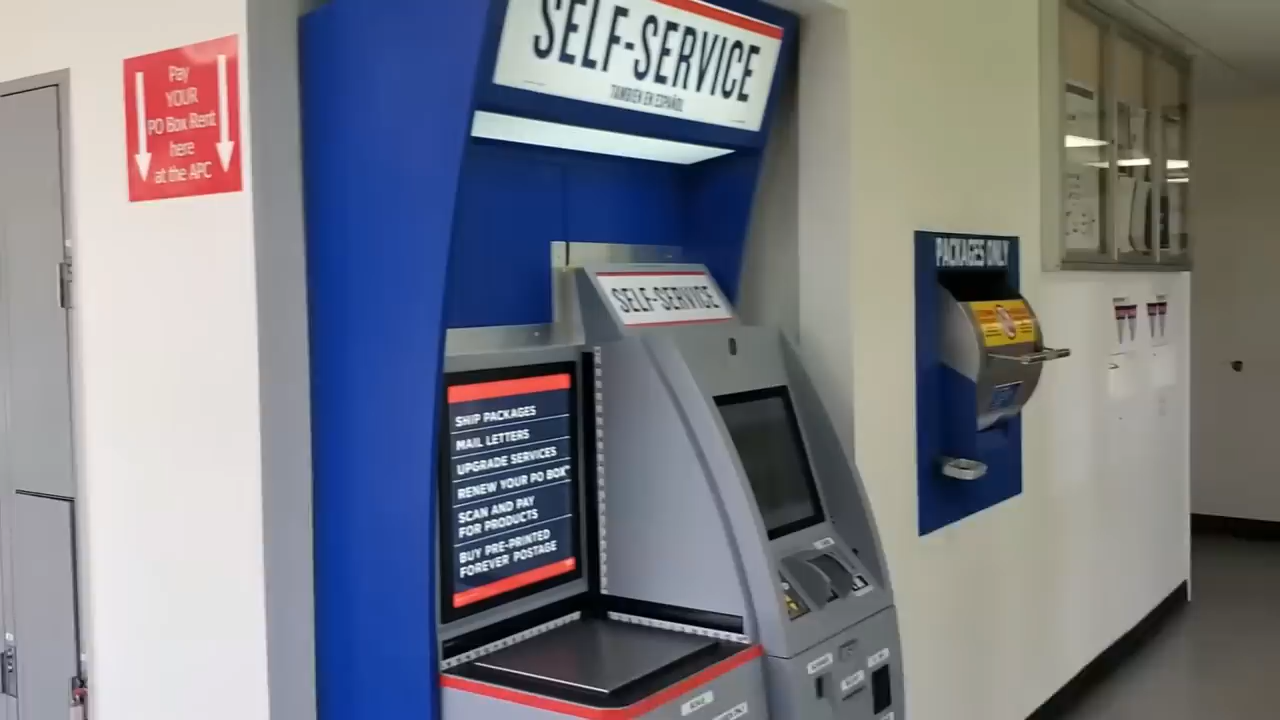 Pay
YOUR
PO Box Rent
here
at the APC
SELF-SERVICE
TAMBIEN EN ESPAÑOL
SELF-SERVICE
SHIP PACKAGES
MAIL LETTERS
UPGRADE SERVICES
RENEW YOUR PO BOX™
SCAN AND PAY
FOR PRODUCTS
BUY PRE-PRINTED
FOREVER POSTAGE
PACKAGES ONLY